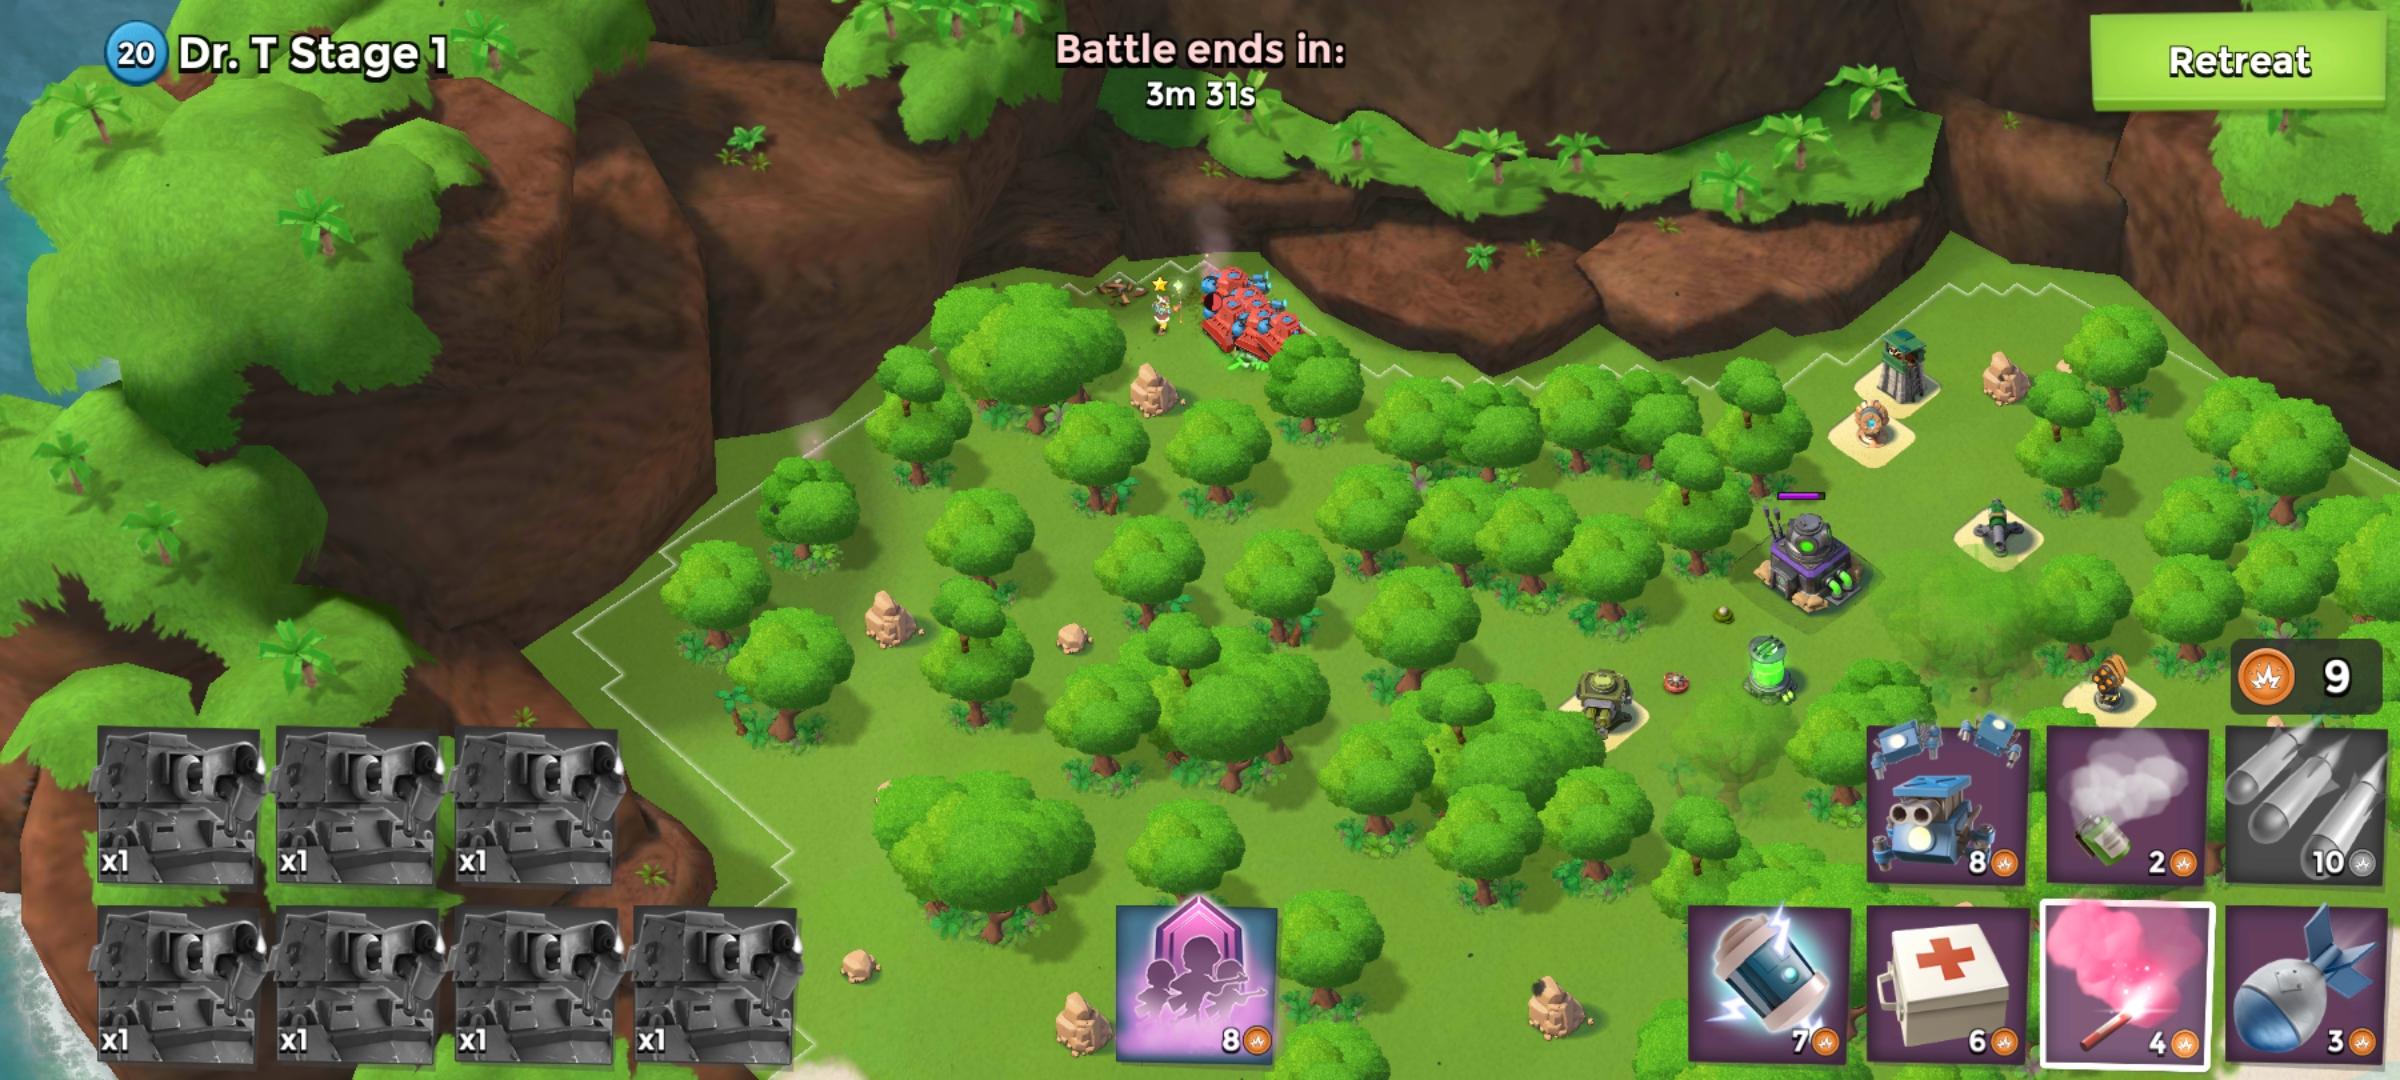 20 Dr. T Stage 1
Battle ends in:
3m 31s
Retreat
9
x1 x1 x1
8 2 10
x1 x1 x1 x1
8
7 6 4 3